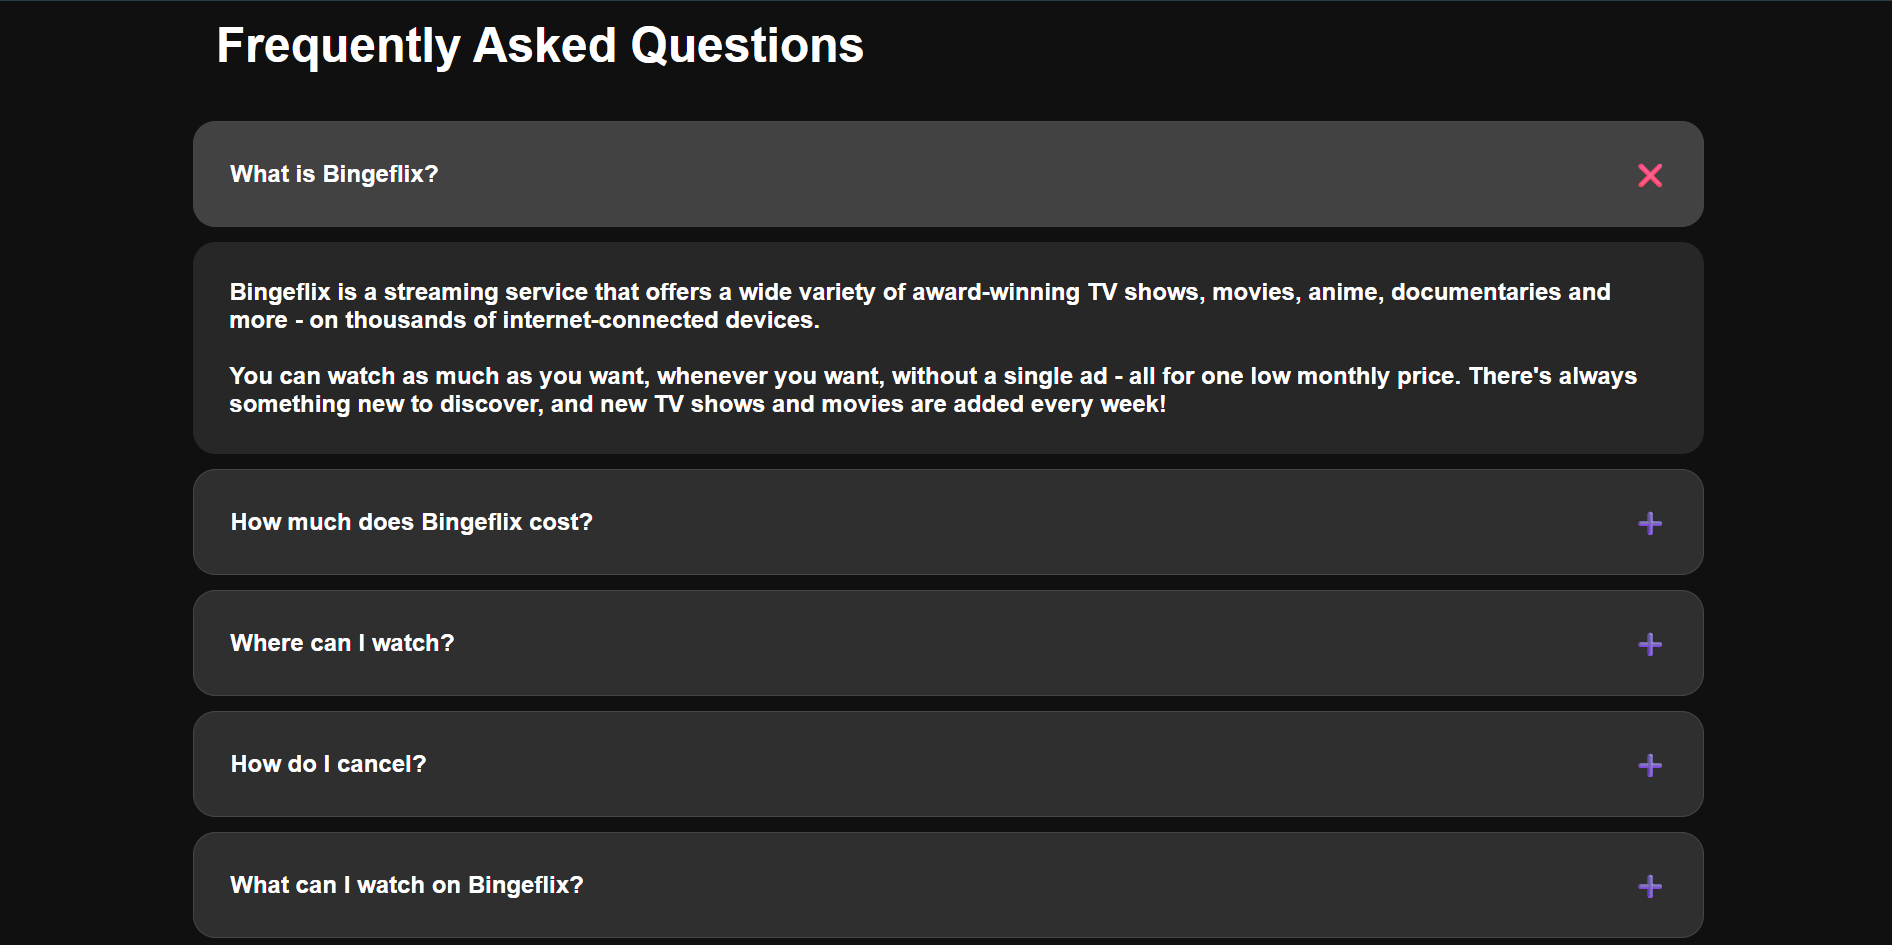 Frequently Asked Questions
What is Bingeflix?
Bingeflix is a streaming service that offers a wide variety of award-winning TV shows, movies, anime, documentaries and
more - on thousands of internet-connected devices.
You can watch as much as you want, whenever you want, without a single ad - all for one low monthly price. There's always
something new to discover, and new TV shows and movies are added every week!
How much does Bingeflix cost?
Where can I watch?
How do I cancel?
What can I watch on Bingeflix?